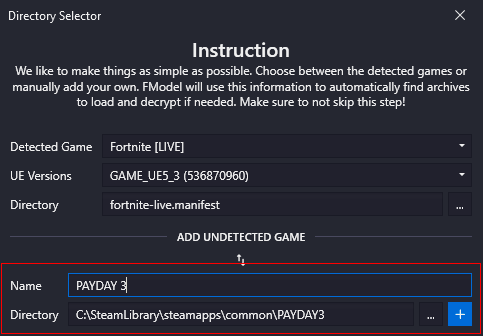 Directory Selector
Instruction
We like to make things as simple as possible. Choose between the detected games or
manually add your own. FModel will use this information to automatically find archives
to load and decrypt if needed. Make sure to not skip this step!
Detected Game Fortnite [LIVE]
UE Versions GAME_UE5_3 (536870960)
Directory fortnite-live.manifest ...
ADD UNDETECTED GAME
Name PAYDAY 3
Directory C:\SteamLibrary\steamapps\common\PAYDAY3 ... +